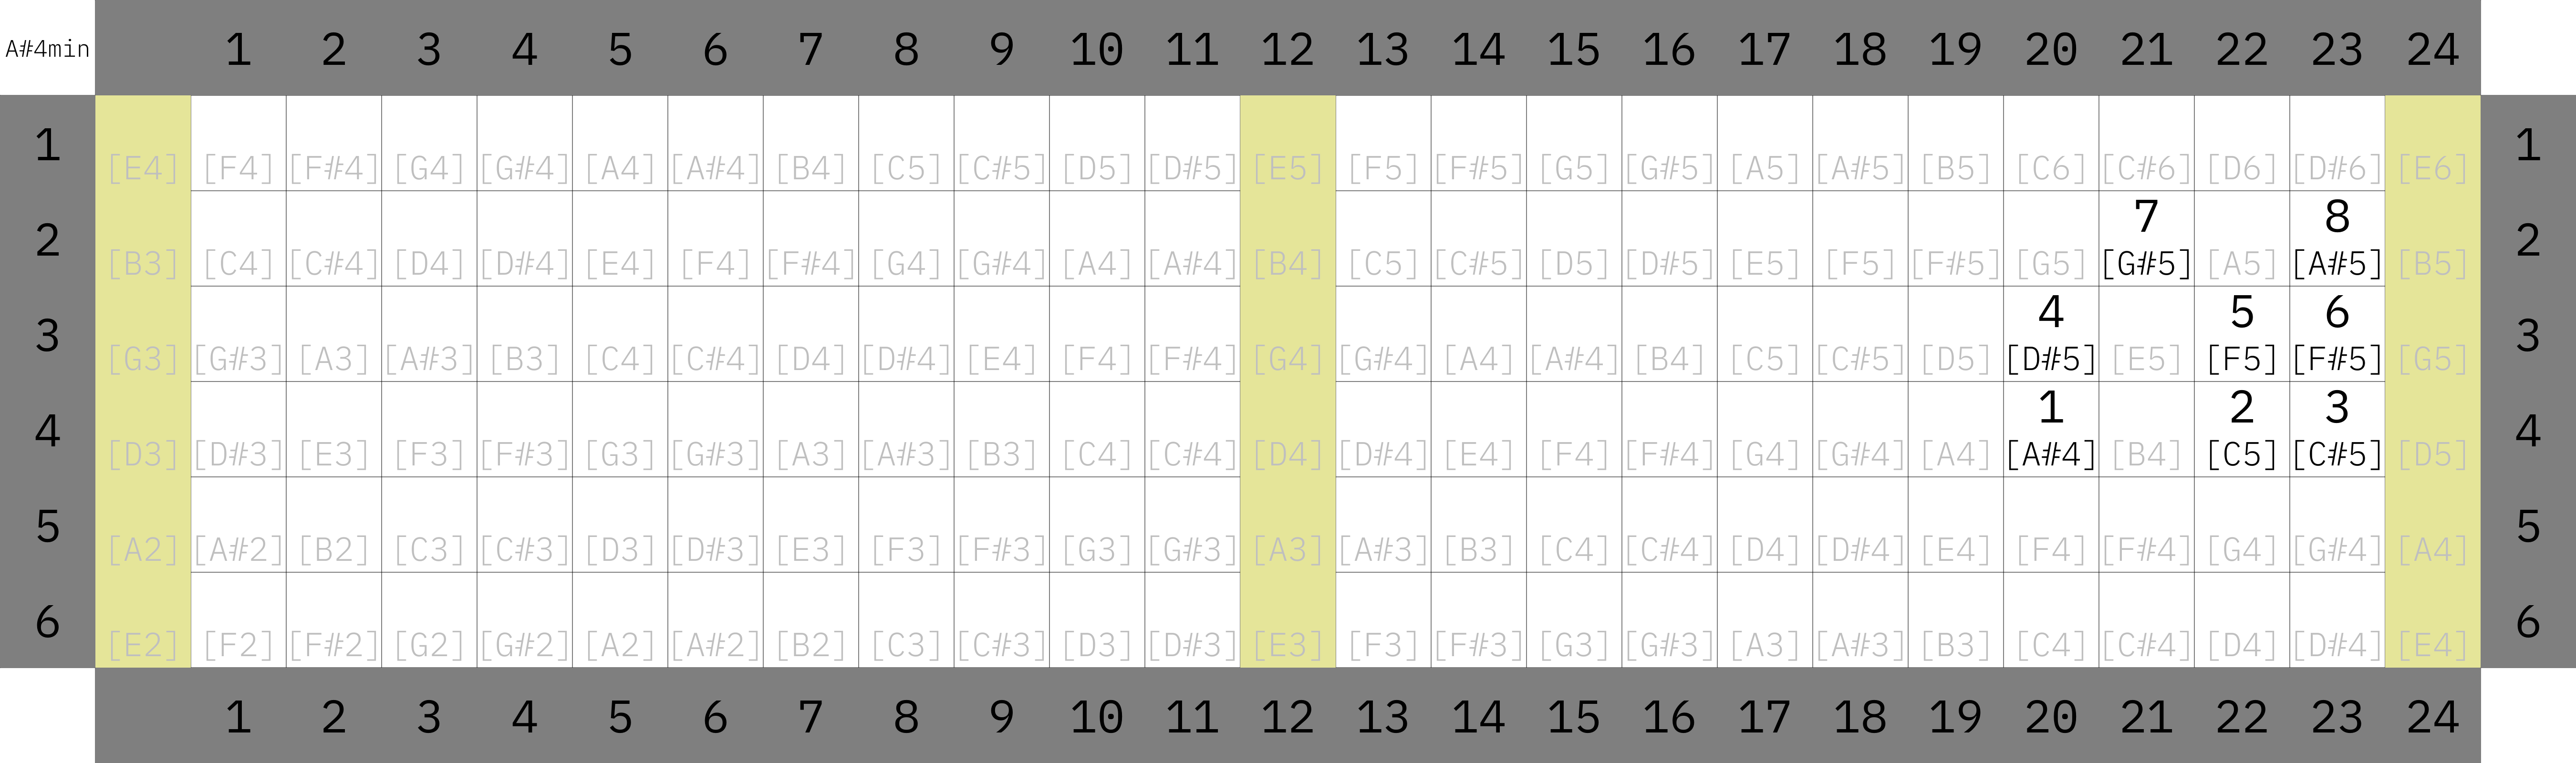 A#4min 1 2 3 4 5 6 7 8 9 10 11 12 13 14 15 16 17 18 19 20 21 22 23 24
1 [E4] [F4] [F#4] [G4] [G#4] [A4] [A#4] [B4] [C5] [C#5] [D5] [D#5] [E5] [F5] [F#5] [G5] [G#5] [A5] [A#5] [B5] [C6] [C#6] [D6] [D#6] [E6] 1
7 8
2 [B3] [C4] [C#4] [D4] [D#4] [E4] [F4] [F#4] [G4] [G#4] [A4] [A#4] [B4] [C5] [C#5] [D5] [D#5] [E5] [F5] [F#5] [G5] [G#5] [A5] [A#5] [B5] 2
4 5 6
3 [G3] [G#3] [A3] [A#3] [B3] [C4] [C#4] [D4] [D#4] [E4] [F4] [F#4] [G4] [G#4] [A4] [A#4] [B4] [C5] [C#5] [D5] [D#5] [E5] [F5] [F#5] [G5] 3
1 2 3
4 [D3] [D#3] [E3] [F3] [F#3] [G3] [G#3] [A3] [A#3] [B3] [C4] [C#4] [D4] [D#4] [E4] [F4] [F#4] [G4] [G#4] [A4] [A#4] [B4] [C5] [C#5] [D5] 4
5 [A2] [A#2] [B2] [C3] [C#3] [D3] [D#3] [E3] [F3] [F#3] [G3] [G#3] [A3] [A#3] [B3] [C4] [C#4] [D4] [D#4] [E4] [F4] [F#4] [G4] [G#4] [A4] 5
6 [E2] [F2] [F#2] [G2] [G#2] [A2] [A#2] [B2] [C3] [C#3] [D3] [D#3] [E3] [F3] [F#3] [G3] [G#3] [A3] [A#3] [B3] [C4] [C#4] [D4] [D#4] [E4] 6
1 2 3 4 5 6 7 8 9 10 11 12 13 14 15 16 17 18 19 20 21 22 23 24